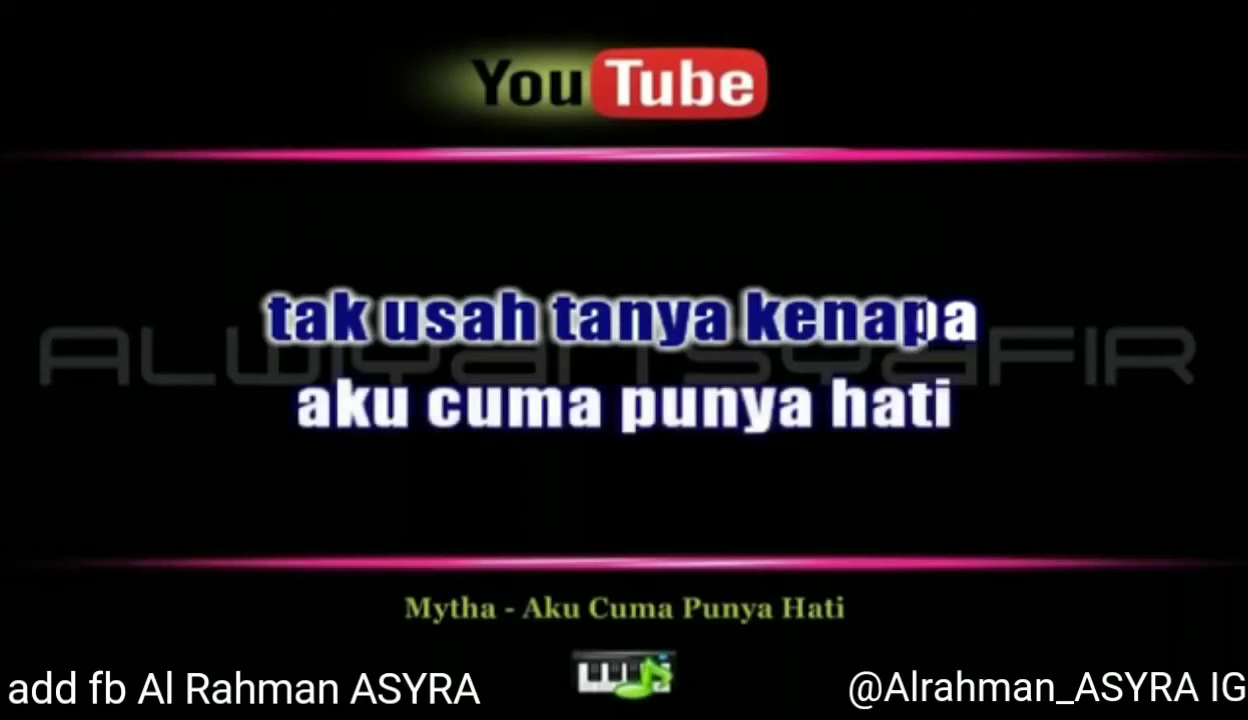 YouTube
tak usah tanya kenapa
ALWIYANSYAFIR
aku cuma punya hati
Mytha - Aku Cuma Punya Hati
add fb Al Rahman ASYRA
@Alrahman_ASYRA IG